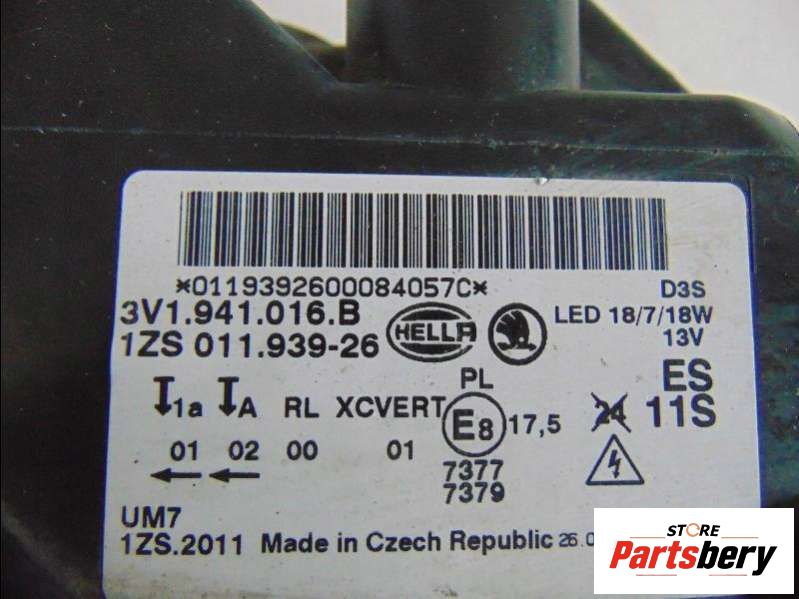 *0119392600084057C*
D3S
3V1.941.016.B
HELLA
LED 18/7/18W
1ZS 011.939-26
13V
PL
ES
1a A RL XCVERT
E8 17,5
24 11S
01 02 00 01
7377
7379
UM7
1ZS.2011 Made in Czech Republic 26.0
STORE
Partsbery